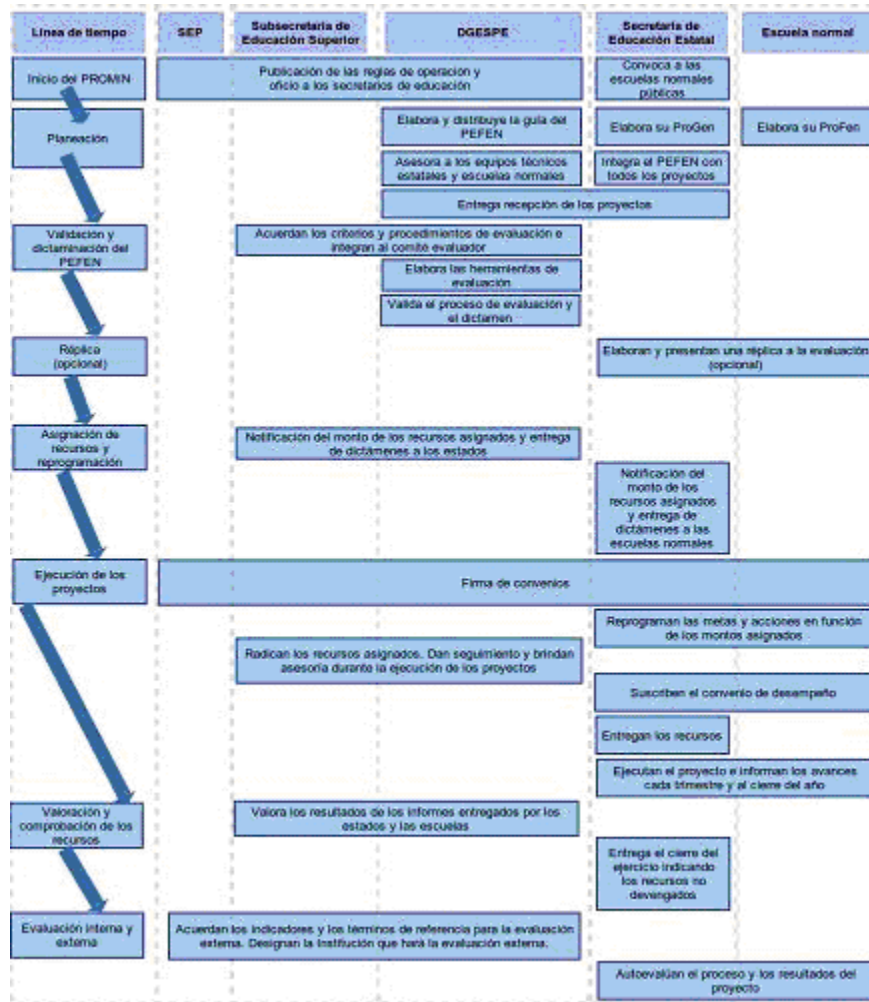 Línea de tiempo
SEP
Subsecretaría de
Educación Superior
DGESPE
Secretaría de
Educación Estatal
Escuela normal
Inicio del PROMIN
Publicación de las reglas de operación y
oficio a los secretarios de educación
Convoca a las
escuelas normales
públicas
Planeación
Elabora y distribuye la guía del
PEFEN
Elabora su ProGen
Elabora su ProFen
Asesora a los equipos técnicos
estatales y escuelas normales
Integra el PEFEN con
todos los proyectos
Entrega recepción de los proyectos
Validación y
dictaminación del
PEFEN
Acuerdan los criterios y procedimientos de evaluación e
integran al comité evaluador
Elabora las herramientas de
evaluación
Valida el proceso de evaluación y
el dictamen
Réplica
(opcional)
Elaboran y presentan una réplica a la evaluación
(opcional)
Asignación de
recursos y
reprogramación
Notificación del monto de los recursos asignados y entrega
de dictámenes a los estados
Notificación del
monto de los
recursos asignados
y entrega de
dictámenes a las
escuelas normales
Ejecución de los
proyectos
Firma de convenios
Reprograman las metas y acciones en función
de los montos asignados
Radican los recursos asignados. Dan seguimiento y brindan
asesoría durante la ejecución de los proyectos
Suscriben el convenio de desempeño
Entregan los recursos
Ejecutan el proyecto e informan los avances
cada trimestre y al cierre del año
Valoración y
comprobación de los
recursos
Valora los resultados de los informes entregados por los
estados y las escuelas
Entrega el cierre del
ejercicio indicando
los recursos no
devengados
Evaluación interna y
externa
Acuerdan los indicadores y los términos de referencia para la evaluación
externa. Designan la Institución que hará la evaluación externa.
Autoevalúan el proceso y los resultados del
proyecto